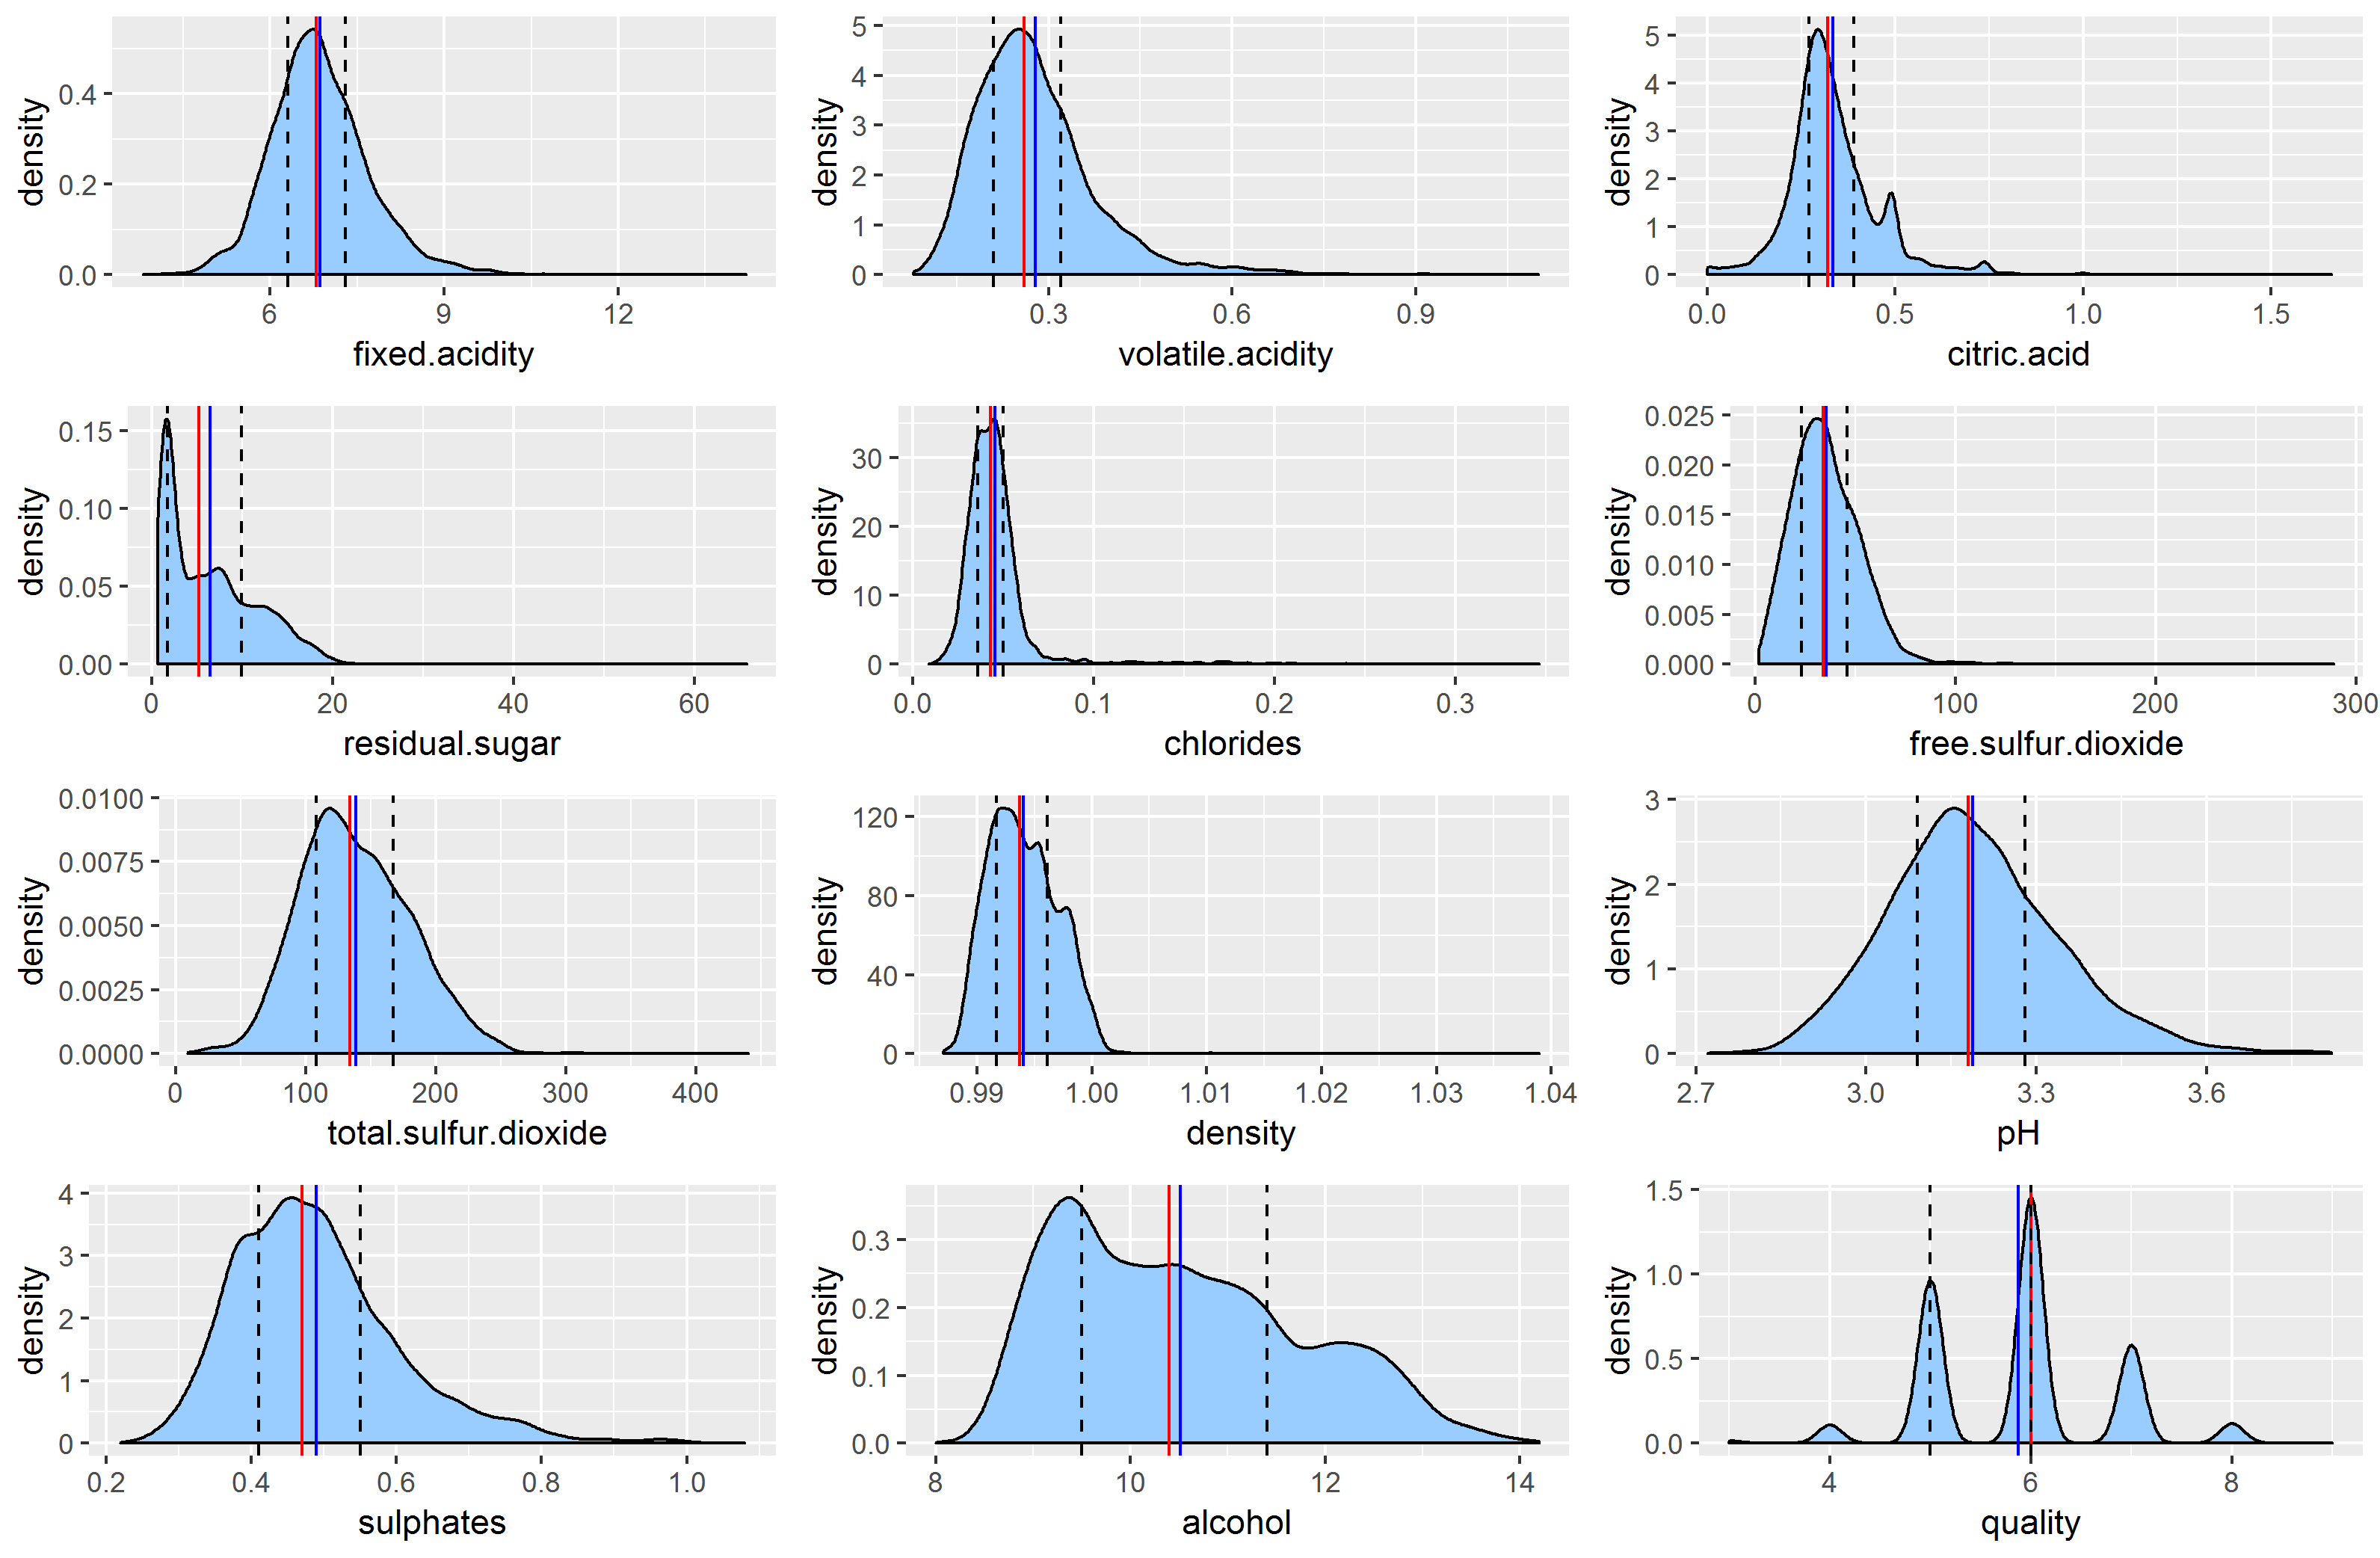 density
0.0
0.2
0.4
6 9 12
fixed.acidity
density
0
1
2
3
4
5
0.3 0.6 0.9
volatile.acidity
density
0
1
2
3
4
5
0.0 0.5 1.0 1.5
citric.acid
density
0.00
0.05
0.10
0.15
0 20 40 60
residual.sugar
density
0
10
20
30
0.0 0.1 0.2 0.3
chlorides
density
0.000
0.005
0.010
0.015
0.020
0.025
0 100 200 300
free.sulfur.dioxide
density
0.0000
0.0025
0.0050
0.0075
0.0100
0 100 200 300 400
total.sulfur.dioxide
density
0
40
80
120
0.99 1.00 1.01 1.02 1.03 1.04
density
density
0
1
2
3
2.7 3.0 3.3 3.6
pH
density
0
1
2
3
4
0.2 0.4 0.6 0.8 1.0
sulphates
density
0.0
0.1
0.2
0.3
8 10 12 14
alcohol
density
0.0
0.5
1.0
1.5
4 6 8
quality